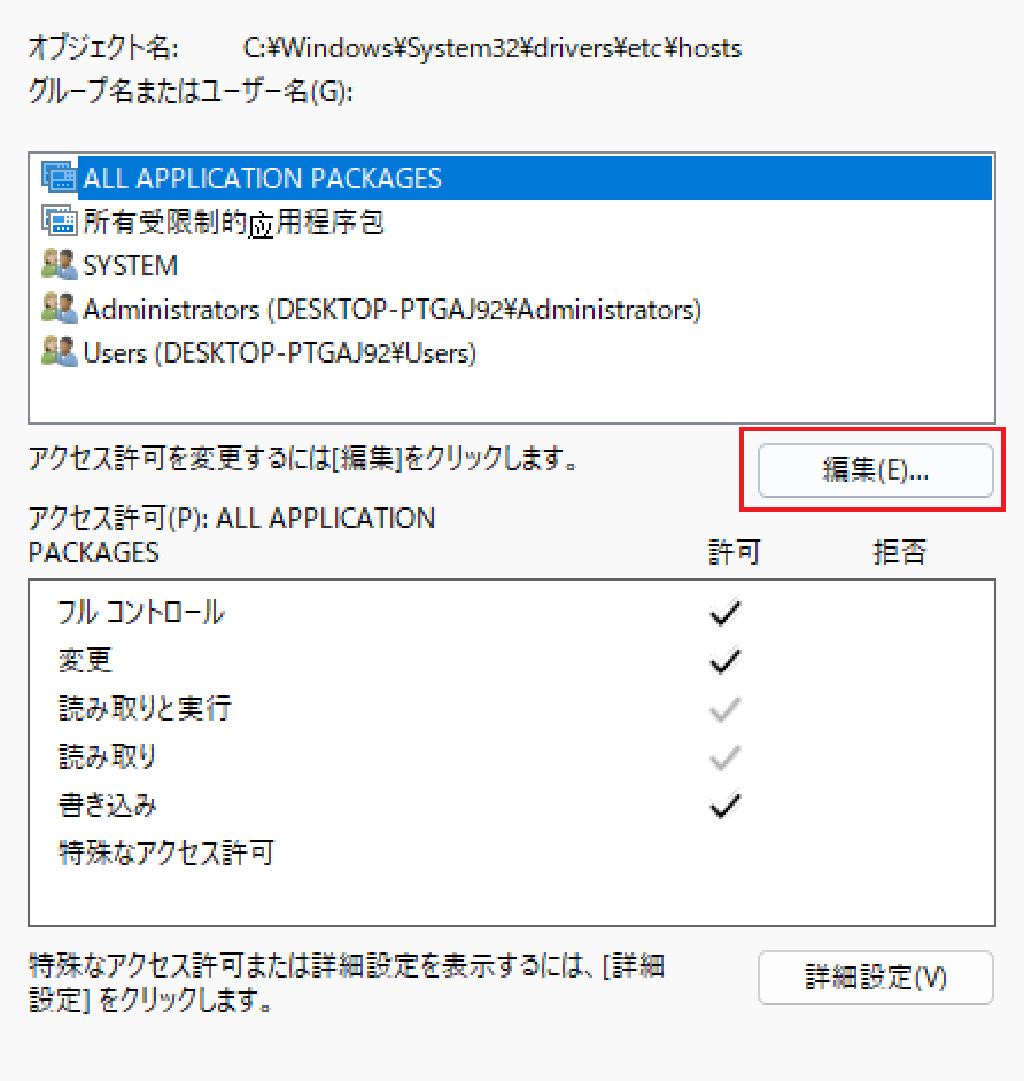 オブジェクト名: C:¥Windows¥System32¥drivers¥etc¥hosts
グループ名またはユーザー名(G):
ALL APPLICATION PACKAGES
所有受限制的应用程序包
SYSTEM
Administrators (DESKTOP-PTGAJ92¥Administrators)
Users (DESKTOP-PTGAJ92¥Users)
アクセス許可を変更するには[編集]をクリックします。
編集(E)...
アクセス許可(P): ALL APPLICATION
PACKAGES 許可 拒否
フル コントロール
変更
読み取りと実行
読み取り
書き込み
特殊なアクセス許可
特殊なアクセス許可または詳細設定を表示するには、[詳細
設定] をクリックします。
詳細設定(V)